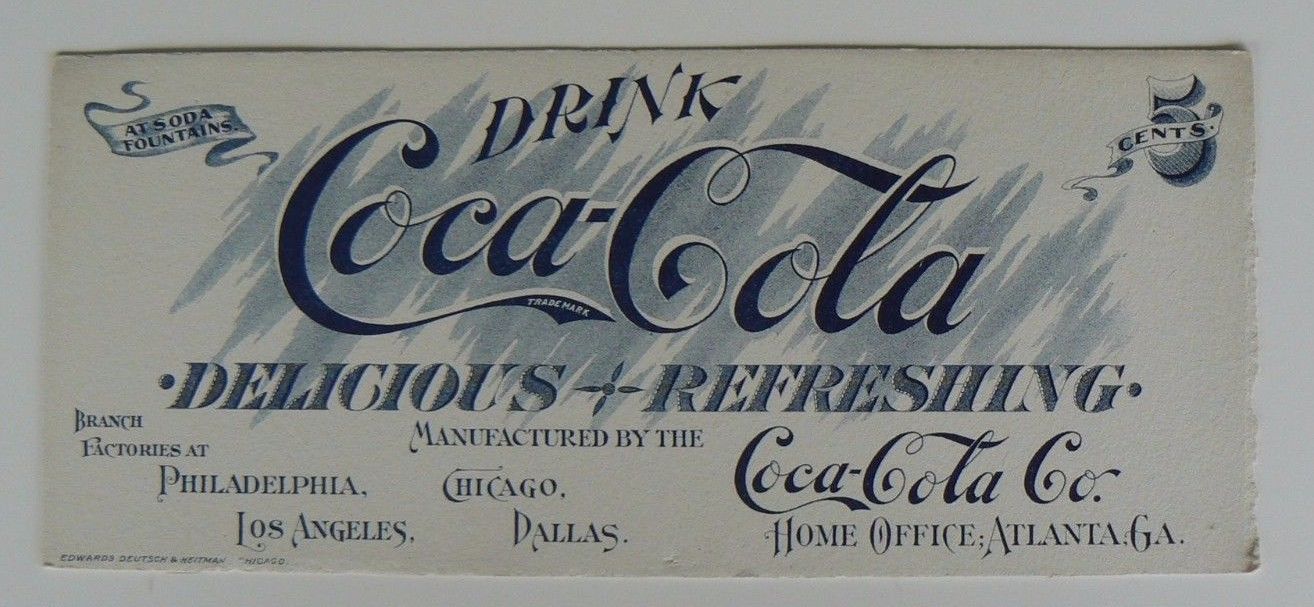 AT SODA
FOUNTAINS.
DRINK
5
CENTS.
Coca-Cola
TRADE MARK
•DELICIOUS REFRESHING•
BRANCH
FACTORIES AT
MANUFACTURED BY THE
Coca-Cola Co.
PHILADELPHIA, CHICAGO,
LOS ANGELES, DALLAS.
HOME OFFICE; ATLANTA, GA.
EDWARDS DEUTSCH & HEITMAN CHICAGO